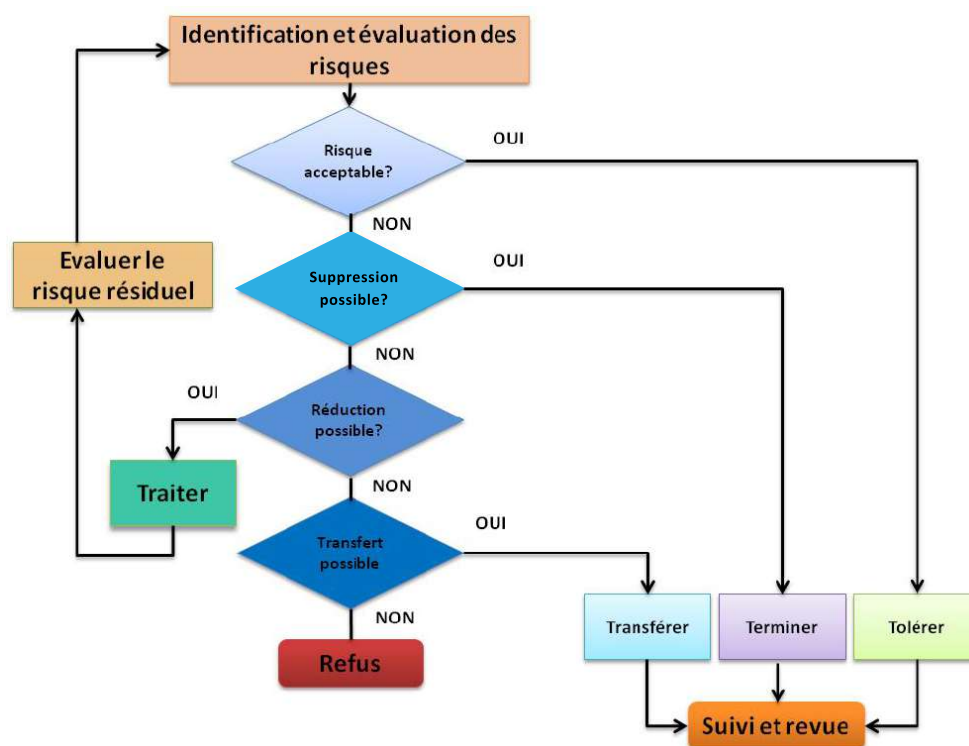 Identification et évaluation des
risques
OUI
Risque
acceptable?
NON
Evaluer le
risque résiduel
OUI
Suppression
possible?
NON
OUI
Réduction
possible?
NON
Traiter
OUI
Transfert
possible
NON
Transférer
Terminer
Tolérer
Refus
Suivi et revue